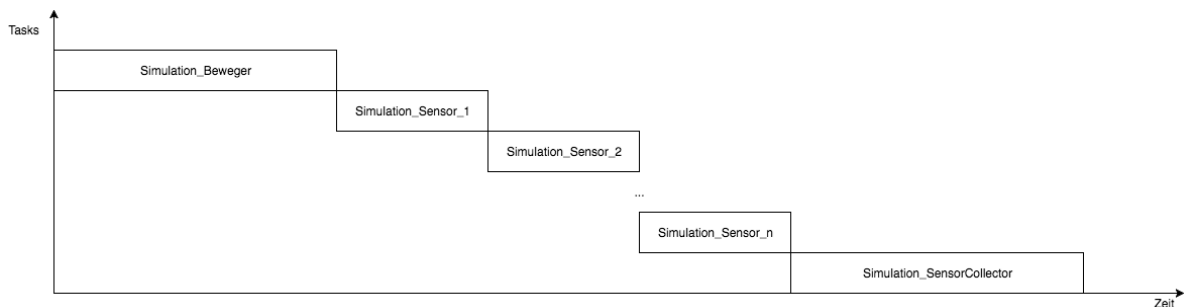 Tasks
Simulation_Beweger
Simulation_Sensor_1
Simulation_Sensor_2
...
Simulation_Sensor_n
Simulation_SensorCollector
Zeit